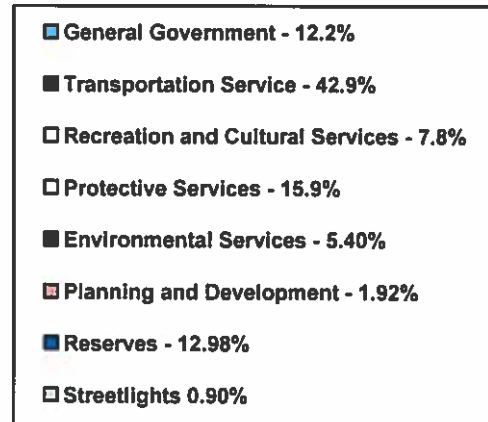 General Government - 12.2%
Transportation Service - 42.9%
Recreation and Cultural Services - 7.8%
Protective Services - 15.9%
Environmental Services - 5.40%
Planning and Development - 1.92%
Reserves - 12.98%
Streetlights 0.90%